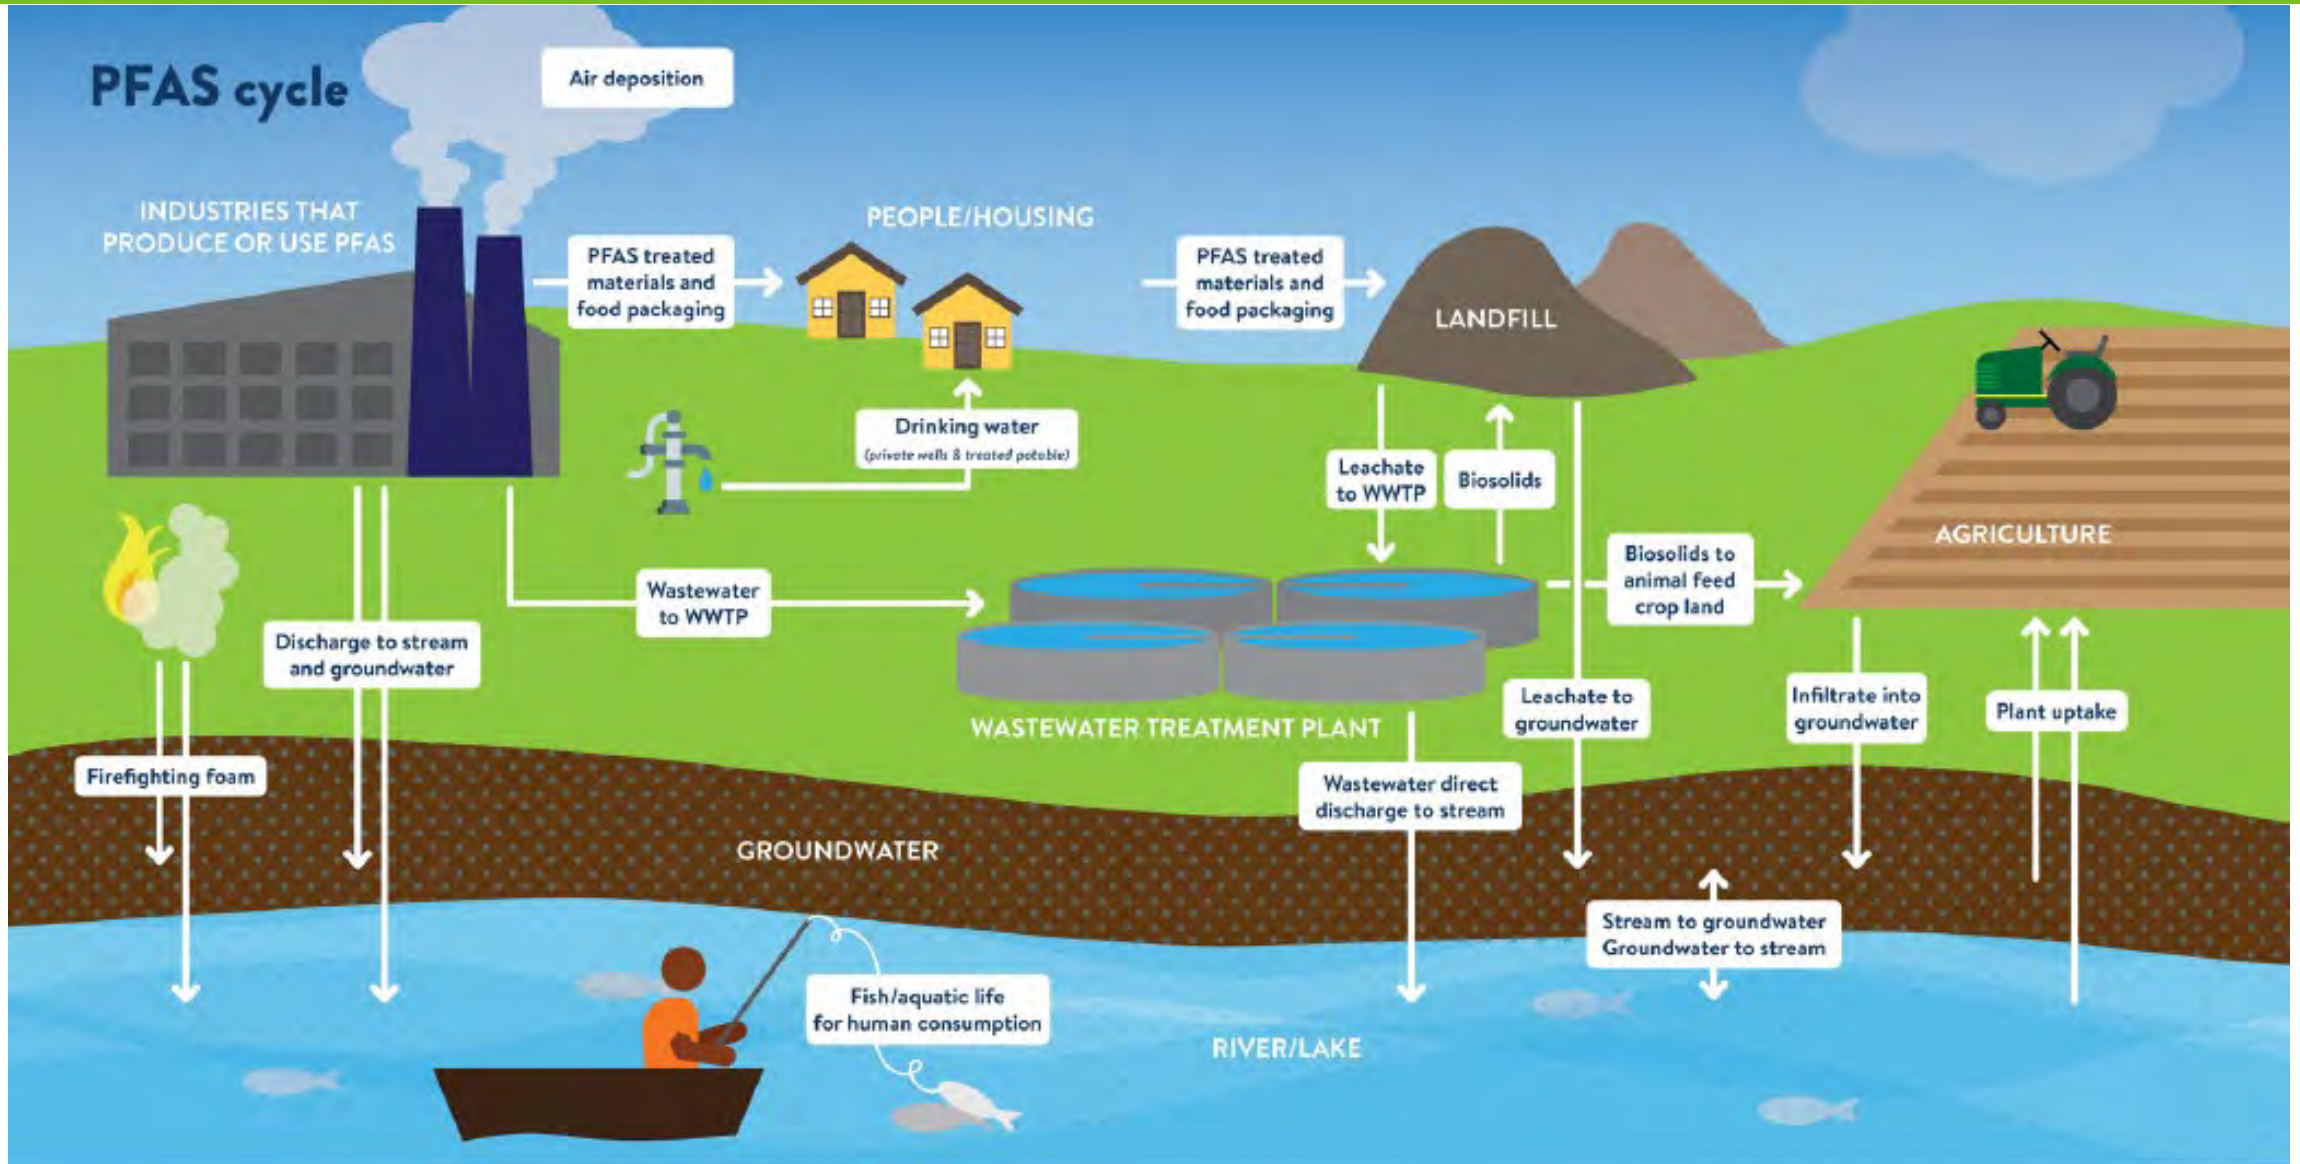 PFAS cycle
Air deposition
INDUSTRIES THAT
PRODUCE OR USE PFAS
PFAS treated
materials and
food packaging
PEOPLE/HOUSING
PFAS treated
materials and
food packaging
LANDFILL
Drinking water
(private wells & treated potable)
Leachate
to WWTP
Biosolids
AGRICULTURE
Biosolids to
animal feed
crop land
Wastewater
to WWTP
Discharge to stream
and groundwater
WASTEWATER TREATMENT PLANT
Leachate to
groundwater
Infiltrate into
groundwater
Plant uptake
Firefighting foam
Wastewater direct
discharge to stream
GROUNDWATER
Stream to groundwater
Groundwater to stream
Fish/aquatic life
for human consumption
RIVER/LAKE